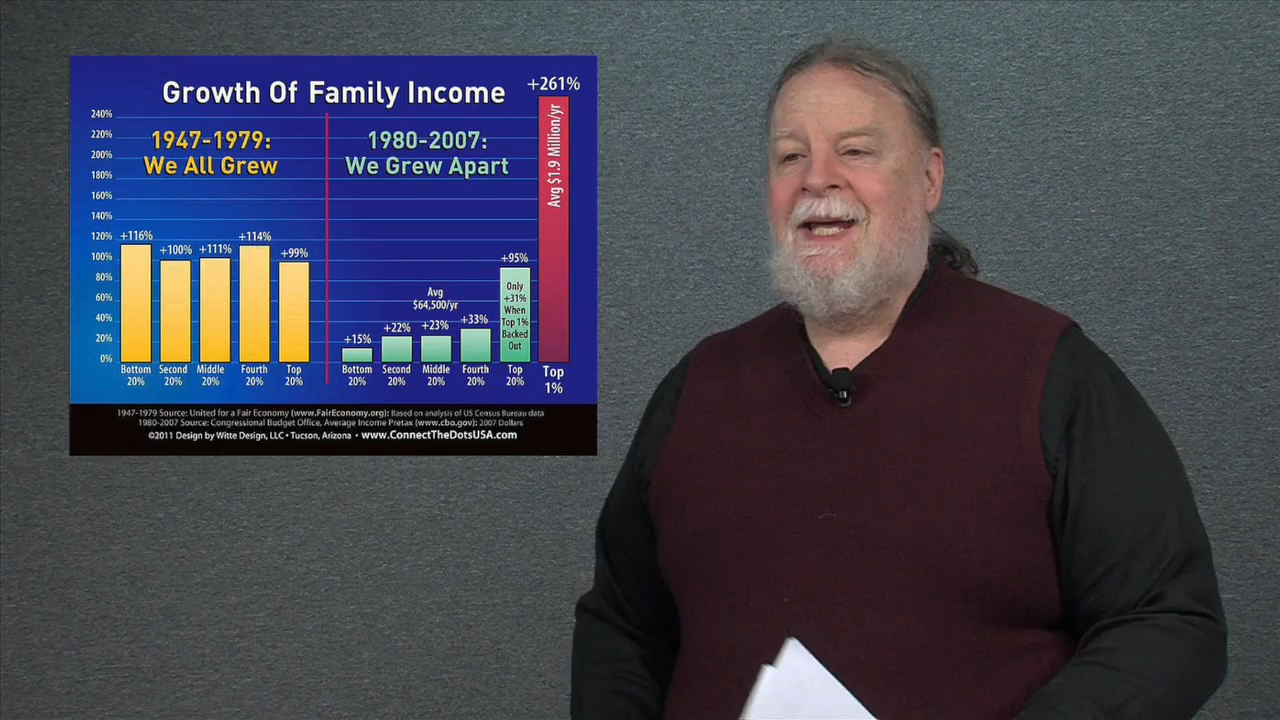 Growth Of Family Income
+261%
240%
220%
200%
180%
160%
140%
120%
100%
80%
60%
40%
20%
0%
1947-1979:
We All Grew
+116%
+100%
+111%
+114%
+99%
Bottom 20%
Second 20%
Middle 20%
Fourth 20%
Top 20%
1980-2007:
We Grew Apart
+15%
+22%
Avg
$64,500/yr
+23%
+33%
+95%
Only
+31%
When
Top 1%
Backed
Out
Avg $1.9 Million/yr
Bottom 20%
Second 20%
Middle 20%
Fourth 20%
Top 20%
Top 1%
1947-1979 Source: United for a Fair Economy (www.FairEconomy.org): Based on analysis of US Census Bureau data
1980-2007 Source: Congressional Budget Office, Average Income Pretax (www.cbo.gov): 2007 Dollars
©2011 Design by Witte Design, LLC • Tucson, Arizona • www.ConnectTheDotsUSA.com